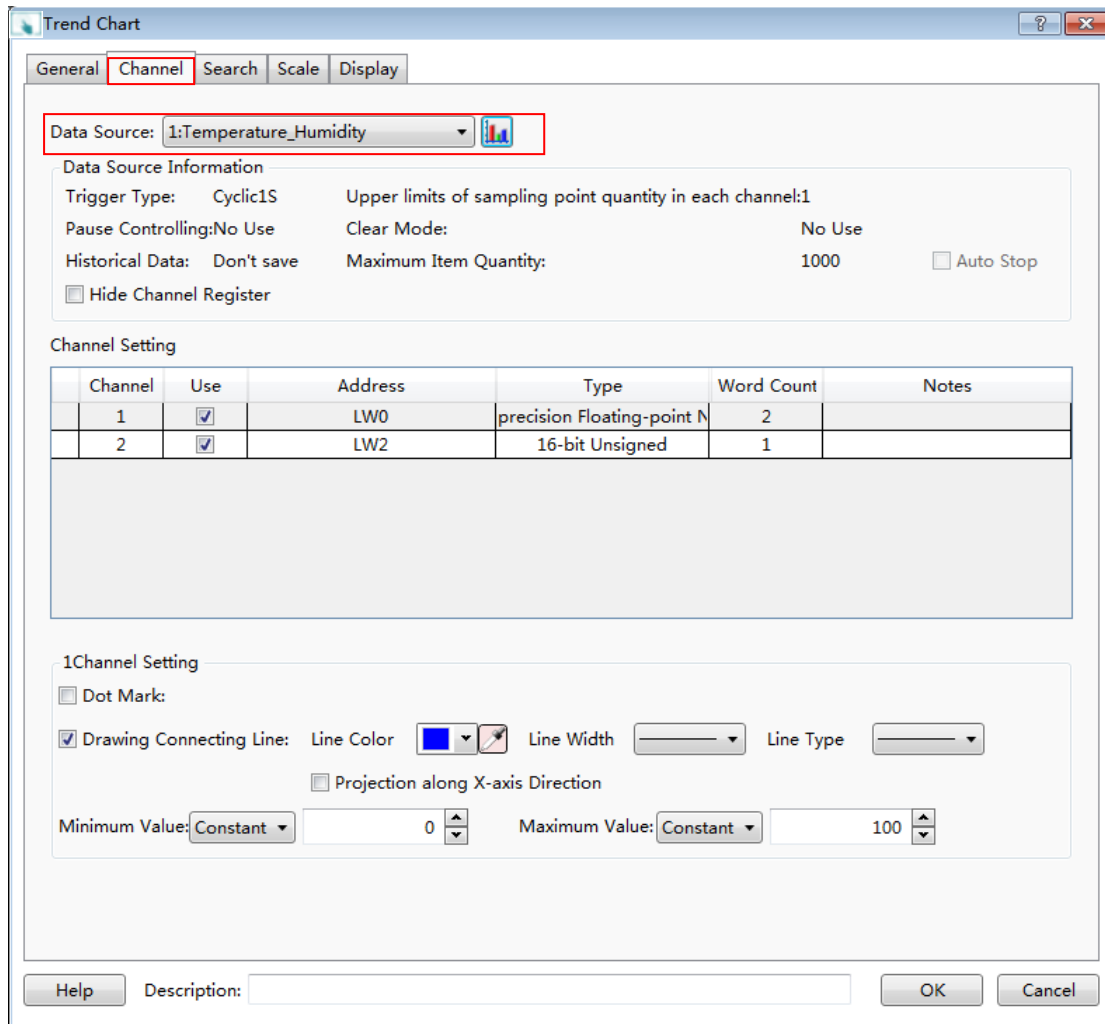 Trend Chart
General Channel Search Scale Display
Data Source: 1:Temperature_Humidity
Data Source Information
Trigger Type: Cyclic1S Upper limits of sampling point quantity in each channel:1
Pause Controlling:No Use Clear Mode: No Use
Historical Data: Don't save Maximum Item Quantity: 1000 Auto Stop
Hide Channel Register
Channel Setting
Channel Use Address Type Word Count Notes
1 LW0 precision Floating-point N 2
2 LW2 16-bit Unsigned 1
1Channel Setting
Dot Mark:
Drawing Connecting Line: Line Color Line Width Line Type
Projection along X-axis Direction
Minimum Value: Constant 0 Maximum Value: Constant 100
Help Description: OK Cancel